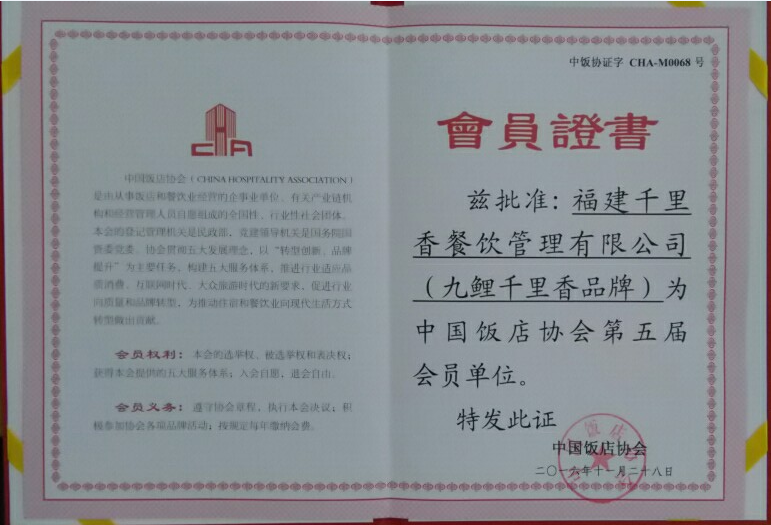 CHA
中国饭店协会(CHINA HOSPITALITY ASSOCIATION)
是由从事饭店和餐饮业经营的企事业单位、有关产业链机
构和经营管理人员自愿组成的全国性、行业性社会团体。
本会的登记管理机关是民政部，党建领导机关是国务院国
资委党委。协会贯彻五大发展理念，以“转型创新、品牌
提升”为主要任务，构建五大服务体系，推进行业适应品
质消费、互联网时代、大众旅游时代的新要求，促进行业
向质量和品牌转型，为推动住宿和餐饮业向现代生活方式
转型做出贡献。
会员权利：本会的选举权、被选举权和表决权；
获得本会提供的五大服务体系；入会自愿，退会自由。
会员义务：遵守协会章程，执行本会决议；积
极参加协会各项品牌活动；按规定每年缴纳会费。
中饭协证字 CHA-M0068 号
會員證書
兹批准：福建千里
香餐饮管理有限公司
（九鲤千里香品牌）为
中国饭店协会第五届
会员单位。
特发此证
中国饭店协会
二〇一六年十一月二十八日